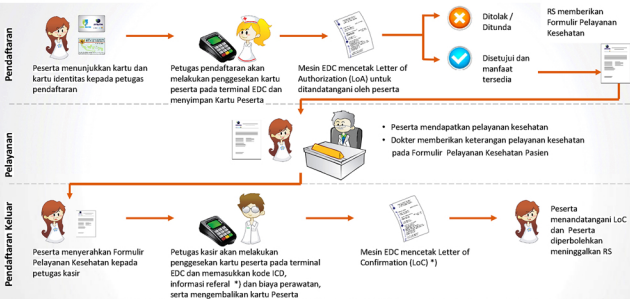 Pendaftaran
Peserta menunjukkan kartu dan
kartu identitas kepada petugas
pendaftaran
Petugas pendaftaran akan
melakukan penggesekan kartu
peserta pada terminal EDC dan
menyimpan Kartu Peserta
Mesin EDC mencetak Letter of
Authorization (LoA) untuk
ditandatangani oleh peserta
Ditolak /
Ditunda
Disetujui dan
manfaat
tersedia
RS memberikan
Formulir Pelayanan
Kesehatan
Pelayanan
• Peserta mendapatkan pelayanan kesehatan
• Dokter memberikan keterangan pelayanan kesehatan
pada Formulir Pelayanan Kesehatan Pasien
Pendaftaran Keluar
Peserta menyerahkan Formulir
Pelayanan Kesehatan kepada
petugas kasir
Petugas kasir akan melakukan
penggesekan kartu peserta pada terminal
EDC dan memasukkan kode ICD,
informasi referal *) dan biaya perawatan,
serta mengembalikan kartu Peserta
Mesin EDC mencetak Letter of
Confirmation (LoC) *)
Peserta
menandatangani LoC
dan Peserta
diperbolehkan
meninggalkan RS